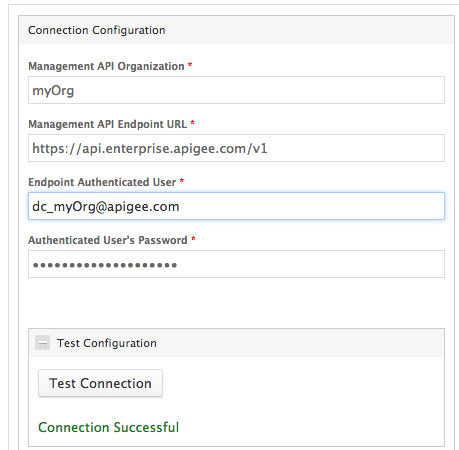 Connection Configuration
Management API Organization *
myOrg
Management API Endpoint URL *
https://api.enterprise.apigee.com/v1
Endpoint Authenticated User *
dc_myOrg@apigee.com
Authenticated User's Password *
••••••••••••••••••••
Test Configuration
Test Connection
Connection Successful